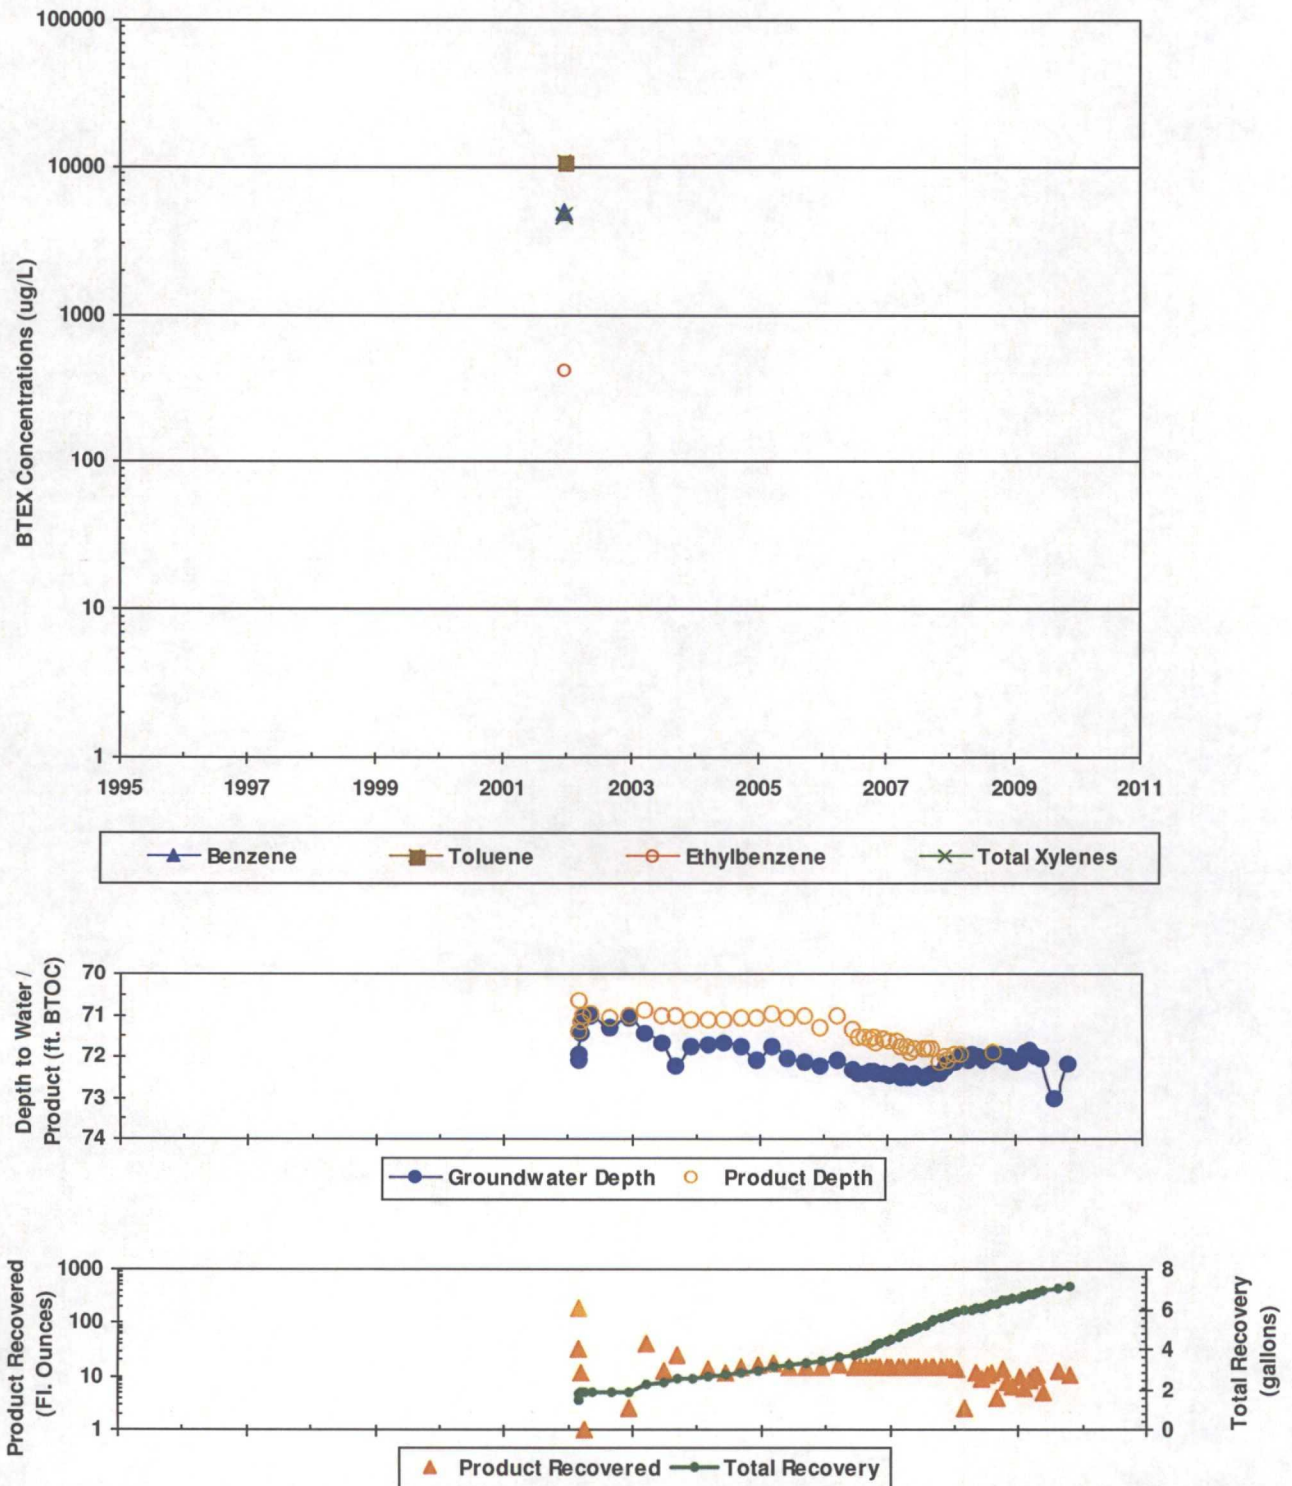 100000
10000
1000
100
10
1
BTEX Concentrations (ug/L)
1995 1997 1999 2001 2003 2005 2007 2009 2011
Benzene Toluene Ethylbenzene Total Xylenes
Depth to Water /
Product (ft. BTOC)
70
71
72
73
74
Groundwater Depth Product Depth
Product Recovered
(Fl. Ounces)
1000
100
10
1
8
6
4
2
0
Total Recovery
(gallons)
Product Recovered Total Recovery